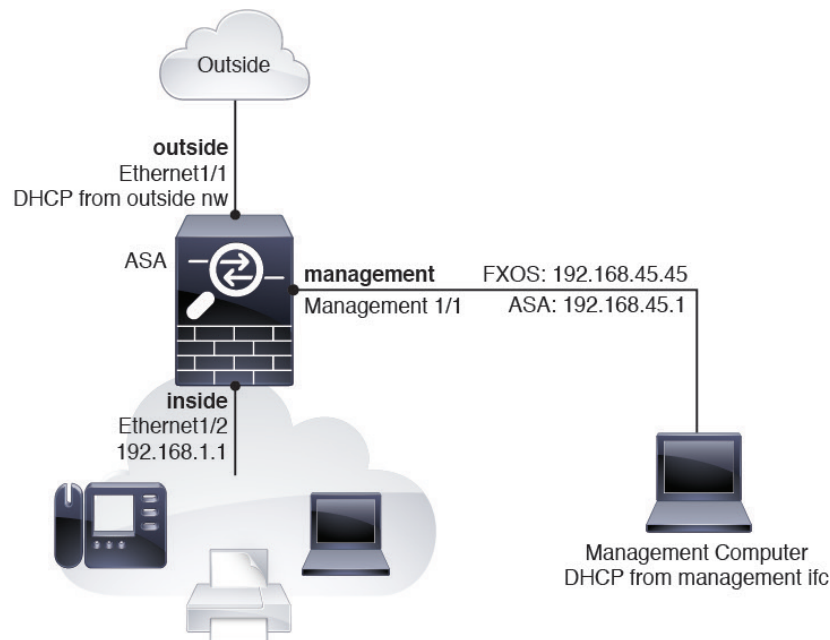 Outside
outside
Ethernet1/1
DHCP from outside nw
ASA
management
Management 1/1
FXOS: 192.168.45.45
ASA: 192.168.45.1
inside
Ethernet1/2
192.168.1.1
Management Computer
DHCP from management ifc